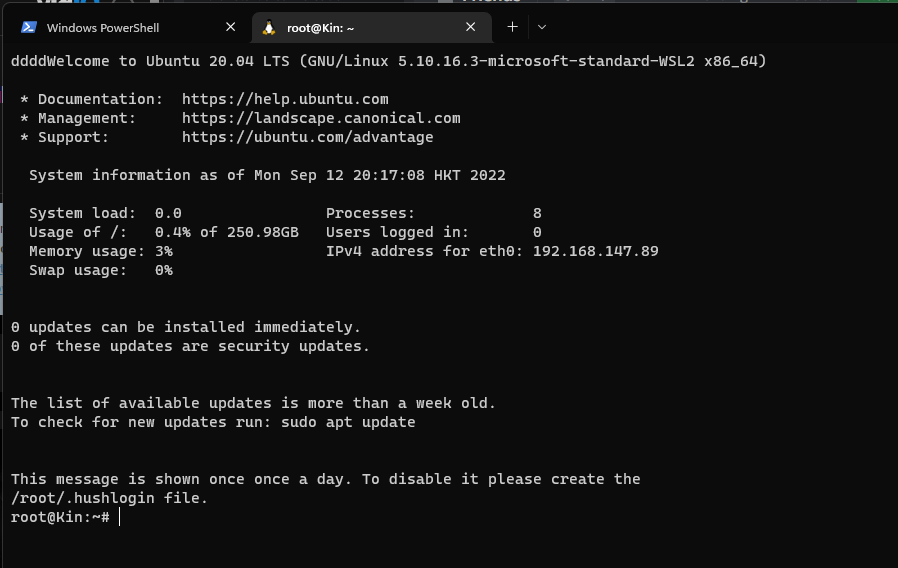 Windows PowerShell
root@Kin: ~
ddddWelcome to Ubuntu 20.04 LTS (GNU/Linux 5.10.16.3-microsoft-standard-WSL2 x86_64)
* Documentation:  https://help.ubuntu.com
* Management:     https://landscape.canonical.com
* Support:        https://ubuntu.com/advantage
System information as of Mon Sep 12 20:17:08 HKT 2022
System load:  0.0                Processes:             8
Usage of /:   0.4% of 250.98GB   Users logged in:       0
Memory usage: 3%                 IPv4 address for eth0: 192.168.147.89
Swap usage:   0%
0 updates can be installed immediately.
0 of these updates are security updates.
The list of available updates is more than a week old.
To check for new updates run: sudo apt update
This message is shown once once a day. To disable it please create the
/root/.hushlogin file.
root@Kin:~#